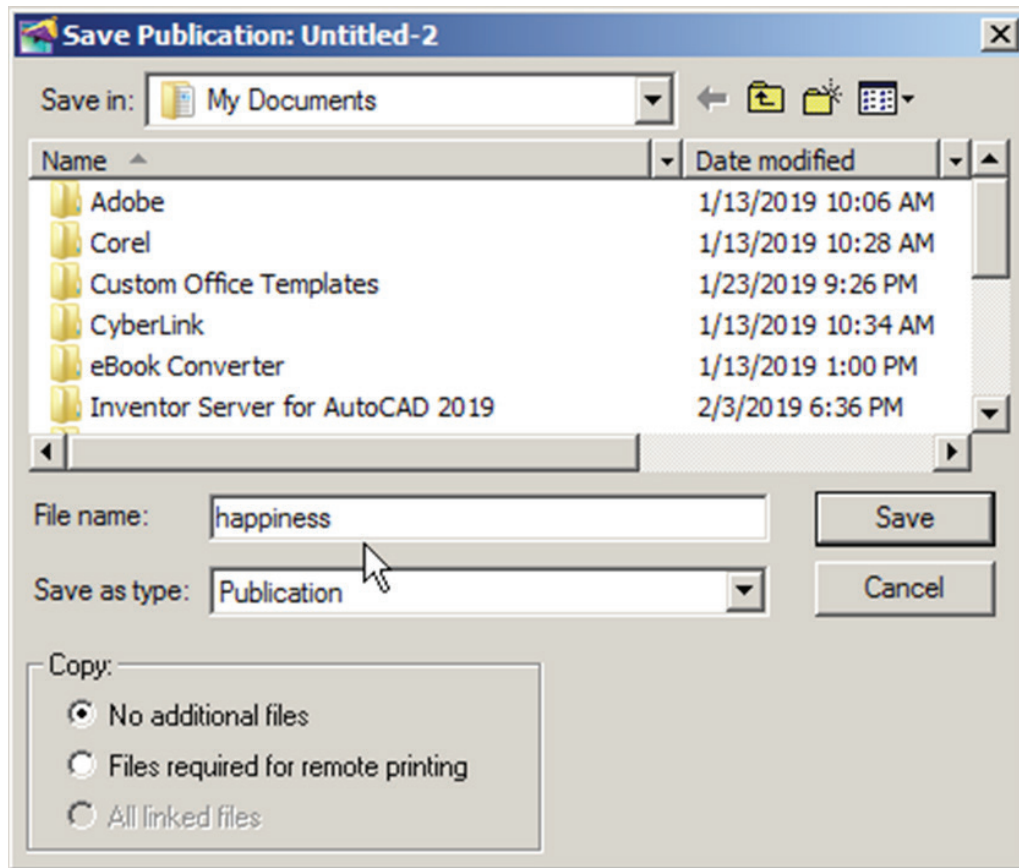 Save Publication: Untitled-2
Save in: My Documents
Name Date modified
Adobe 1/13/2019 10:06 AM
Corel 1/13/2019 10:28 AM
Custom Office Templates 1/23/2019 9:26 PM
CyberLink 1/13/2019 10:34 AM
eBook Converter 1/13/2019 1:00 PM
Inventor Server for AutoCAD 2019 2/3/2019 6:36 PM
File name: happiness Save
Save as type: Publication Cancel
Copy:
No additional files
Files required for remote printing
All linked files